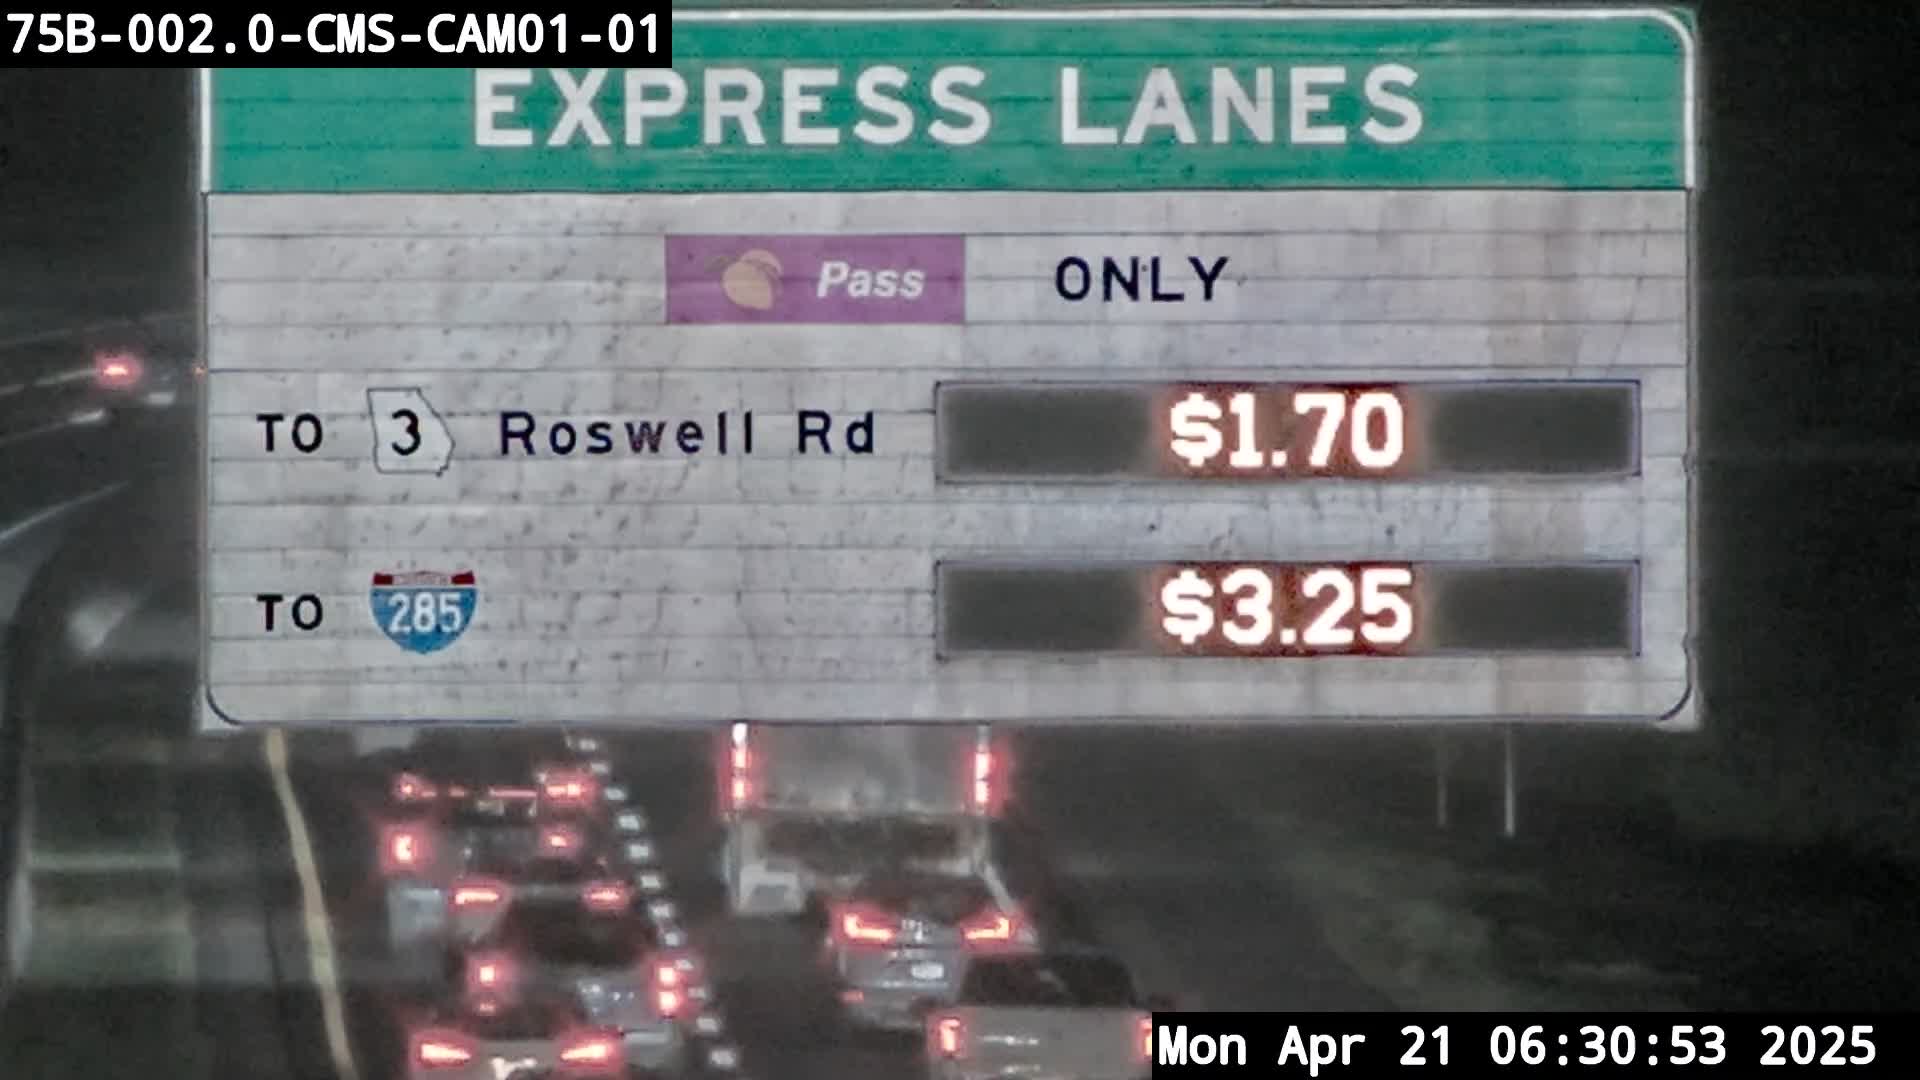 75B-002.0-CMS-CAM01-01
EXPRESS LANES
Pass ONLY
TO 3 Roswell Rd $1.70
TO 285 $3.25
Mon Apr 21 06:30:53 2025